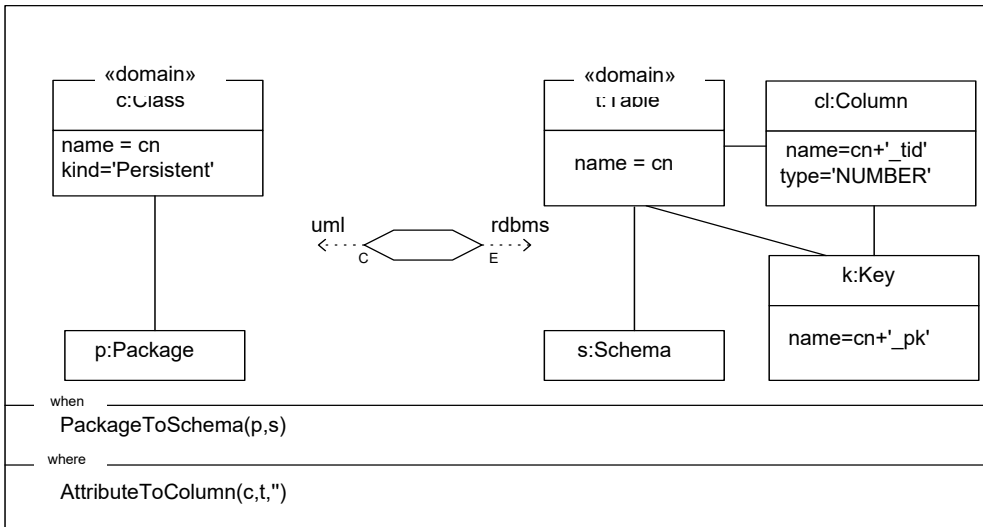 «domain»
c:Class
name = cn
kind='Persistent'
p:Package
uml
C
rdbms
E
«domain»
t:Table
name = cn
cl:Column
name=cn+'_tid'
type='NUMBER'
k:Key
name=cn+'_pk'
s:Schema
when
PackageToSchema(p,s)
where
AttributeToColumn(c,t,'')